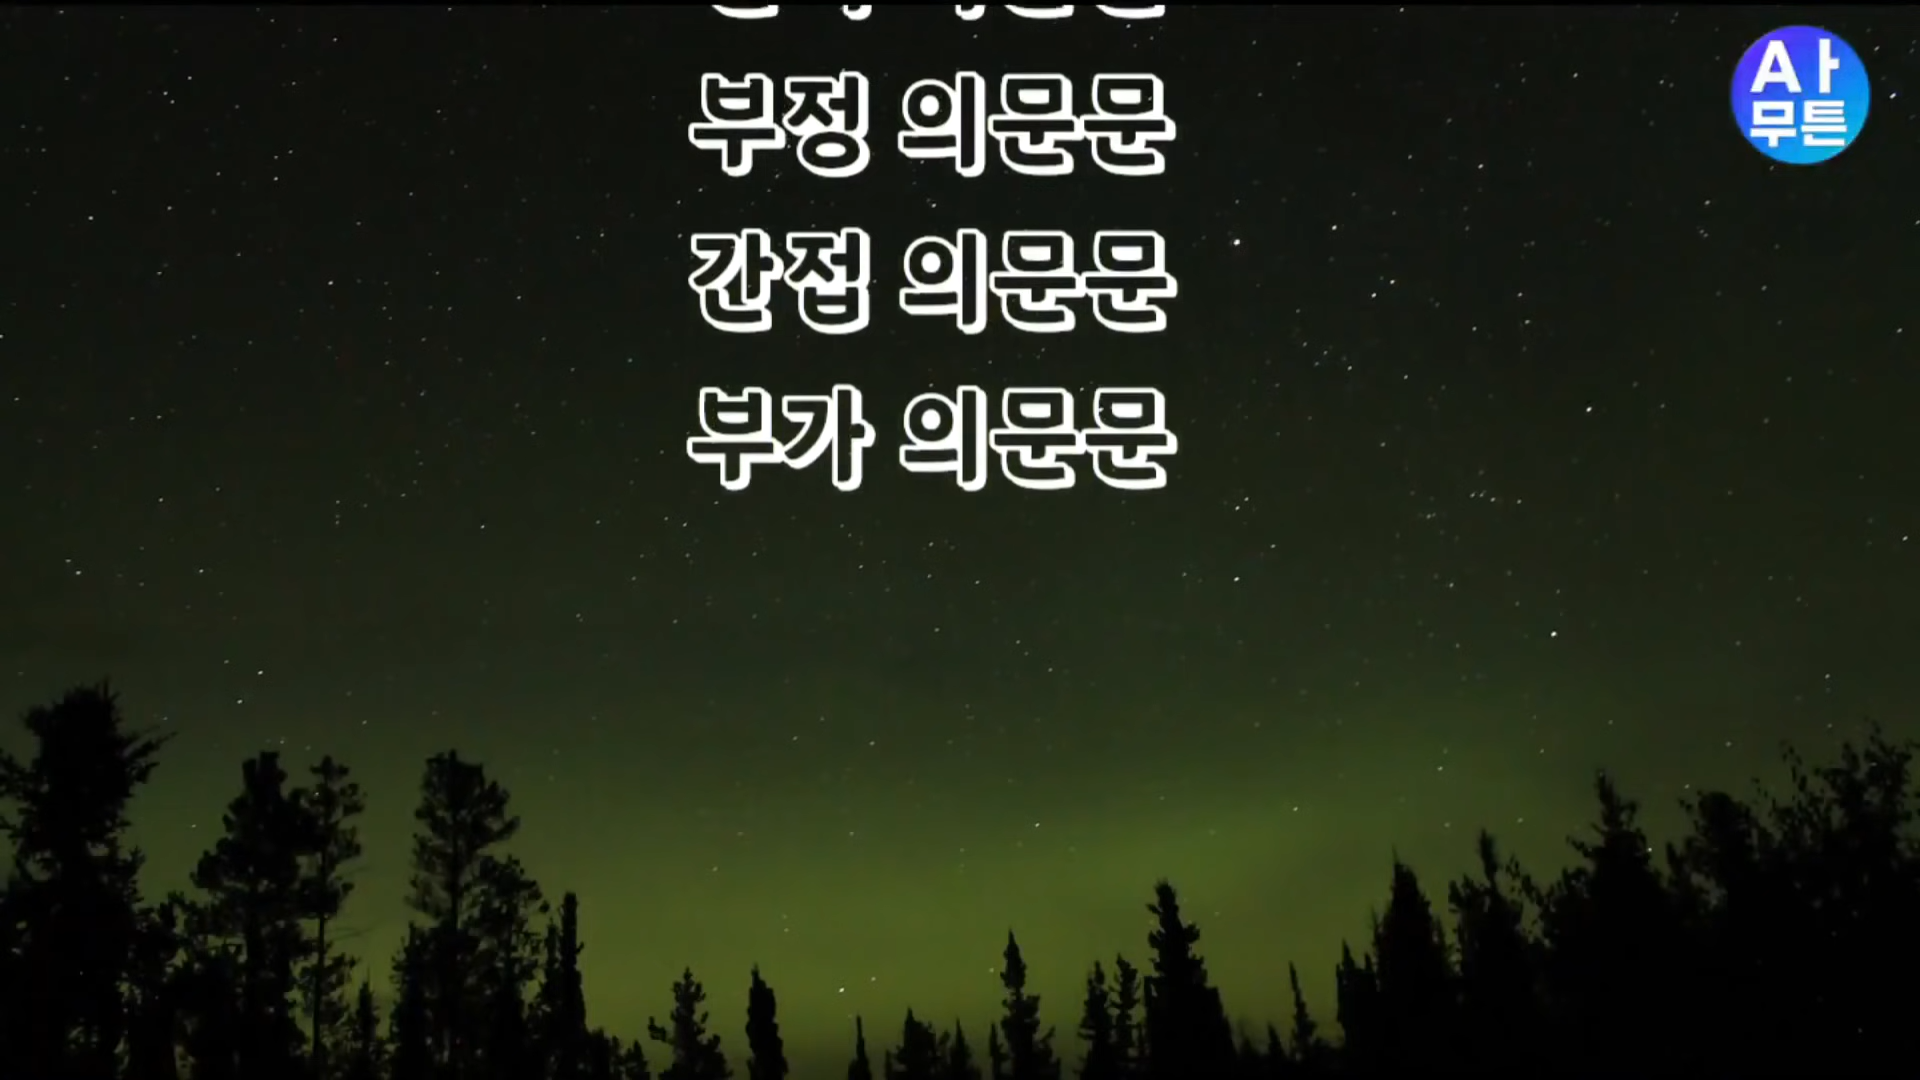 부정 의문문
간접 의문문
부가 의문문
사
무튼